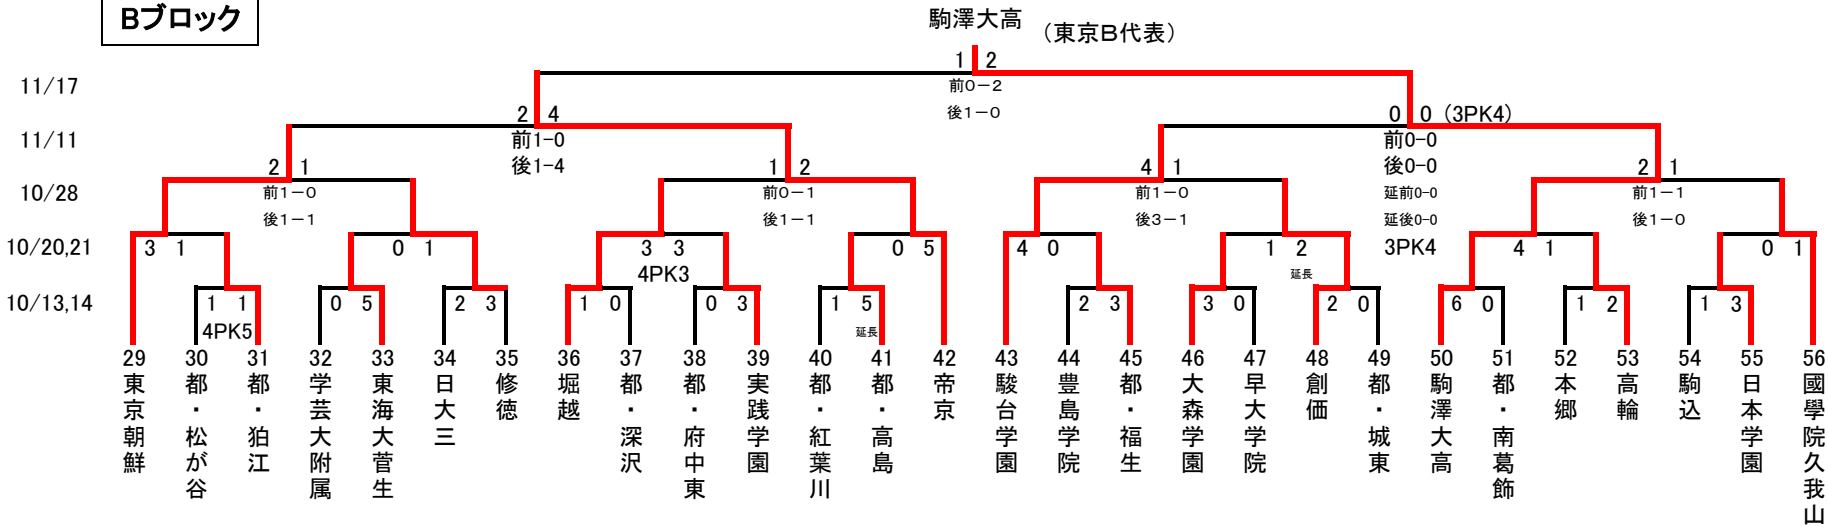 Bブロック
駒澤大高
（東京Ｂ代表）
1 2
11/17
前０－２
後１－０
2 4
0 0（3PK4）
11/11
前1-0
前0-0
後1-4
後0-0
2 1
1 2
4 1
2 1
10/28
前１－０
前０－１
前１－０
延前0-0
前１－１
後１－１
後１－１
後３－１
延後0-0
後１－０
10/20,21
3 1
0 1
3 3
0 5
4 0
1 2
3PK4
4 1
0 1
4PK3
延長
10/13,14
1 1
0 5
2 3
1 0
0 3
1 5
2 3
3 0
2 0
6 0
1 2
1 3
4PK5
延長
29 30 31 32 33 34 35 36 37 38 39 40 41 42 43 44 45 46 47 48 49 50 51 52 53 54 55 56
東京朝鮮
都・松が谷
都・狛江
学芸大附属
東海大菅生
日大三
修徳
堀越
都・深沢
都・府中東
実践学園
都・紅葉川
都・高島
帝京
駿台学園
豊島学院
都・福生
大森学園
早大学院
創価
都・城東
駒澤大高
都・南葛飾
本郷
高輪
駒込
日本学園
國學院久我山